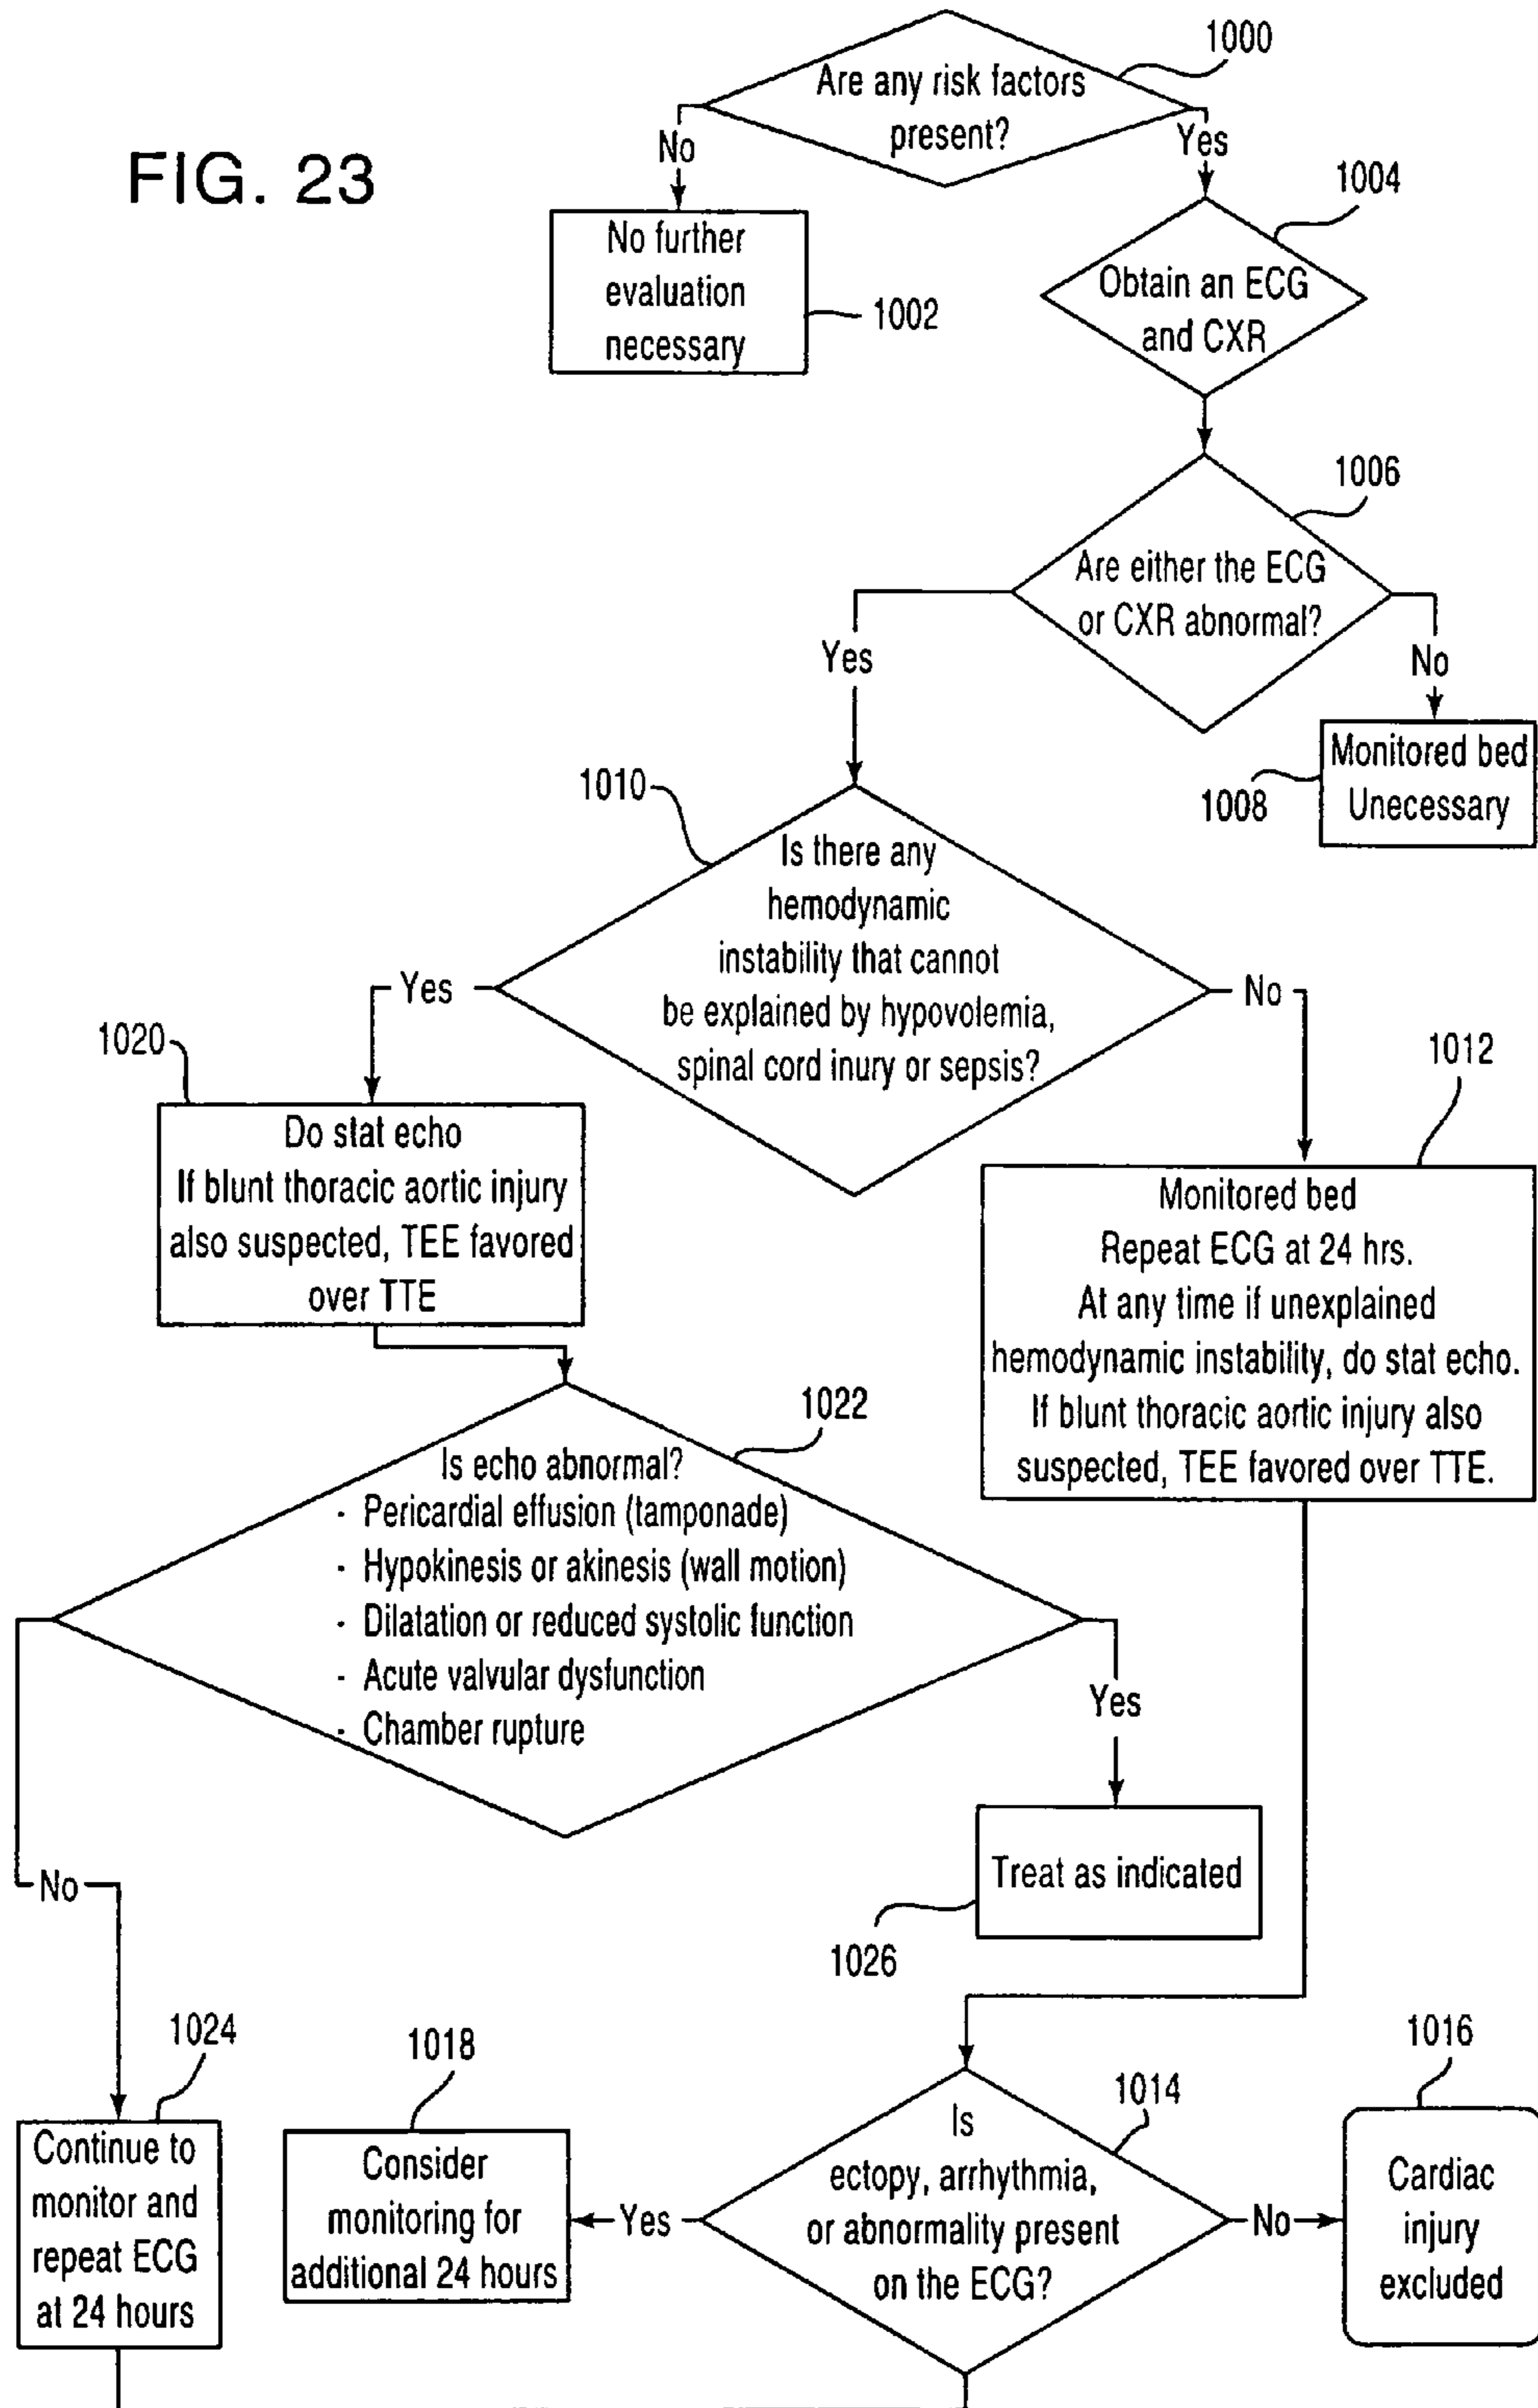 FIG. 23
1000
Are any risk factors
present?
No
Yes
No further
evaluation
necessary
1002
1004
Obtain an ECG
and CXR
1006
Are either the ECG
or CXR abnormal?
Yes
No
Monitored bed
Unecessary
1008
1010
Is there any
hemodynamic
instability that cannot
be explained by hypovolemia,
spinal cord inury or sepsis?
Yes
No
1020
Do stat echo
If blunt thoracic aortic injury
also suspected, TEE favored
over TTE
1012
Monitored bed
Repeat ECG at 24 hrs.
At any time if unexplained
hemodynamic instability, do stat echo.
If blunt thoracic aortic injury also
suspected, TEE favored over TTE.
1022
Is echo abnormal?
- Pericardial effusion (tamponade)
- Hypokinesis or akinesis (wall motion)
- Dilatation or reduced systolic function
- Acute valvular dysfunction
- Chamber rupture
Yes
No
Treat as indicated
1026
1024
Continue to
monitor and
repeat ECG
at 24 hours
1018
Consider
monitoring for
additional 24 hours
Yes
1014
Is
ectopy, arrhythmia,
or abnormality present
on the ECG?
No
1016
Cardiac
injury
excluded